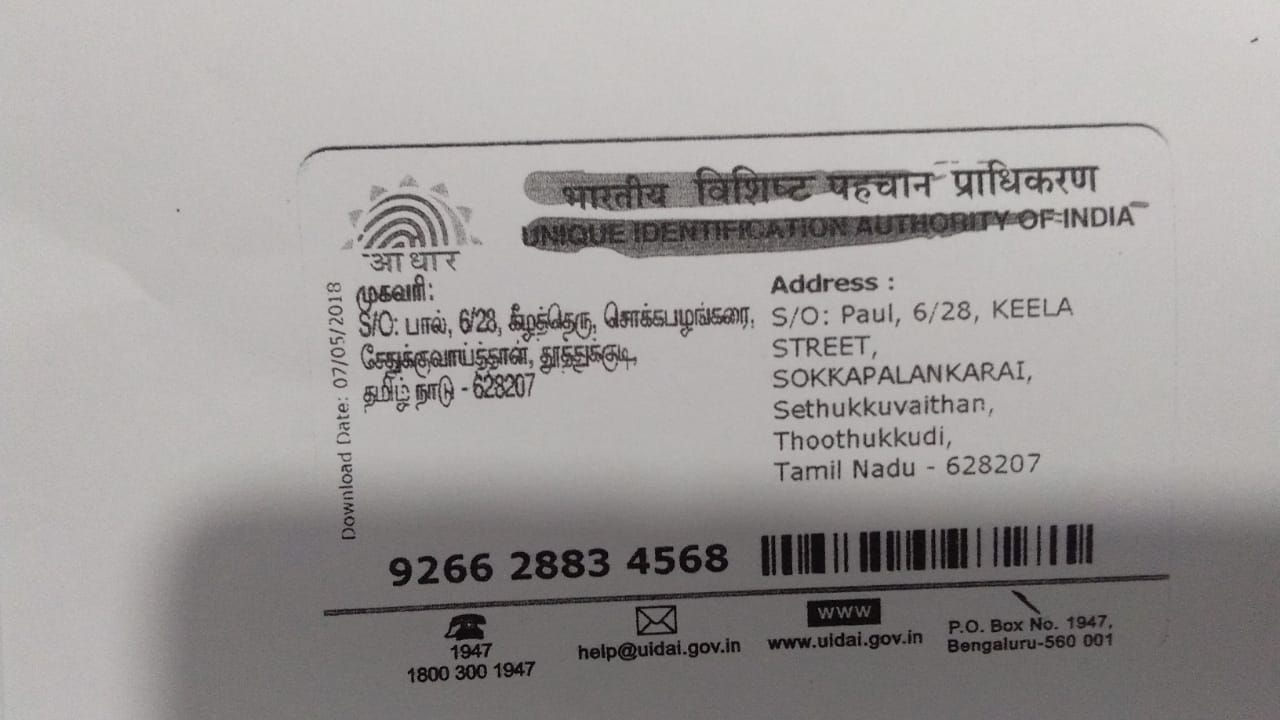 भारतीय विशिष्ट पहचान प्राधिकरण
UNIQUE IDENTIFICATION AUTHORITY OF INDIA
आधार
Download Date: 07/05/2018
முகவரி:
S/O: பால், 6/28, கீழத்தெரு, சொக்கபழங்கரை,
சேதுக்குவாய்த்தான், தூத்துக்குடி,
தமிழ் நாடு - 628207
Address :
S/O: Paul, 6/28, KEELA
STREET,
SOKKAPALANKARAI,
Sethukkuvaithan,
Thoothukkudi,
Tamil Nadu - 628207
9266 2883 4568
1947
1800 300 1947
help@uidai.gov.in
www
www.uidai.gov.in
P.O. Box No. 1947,
Bengaluru-560 001